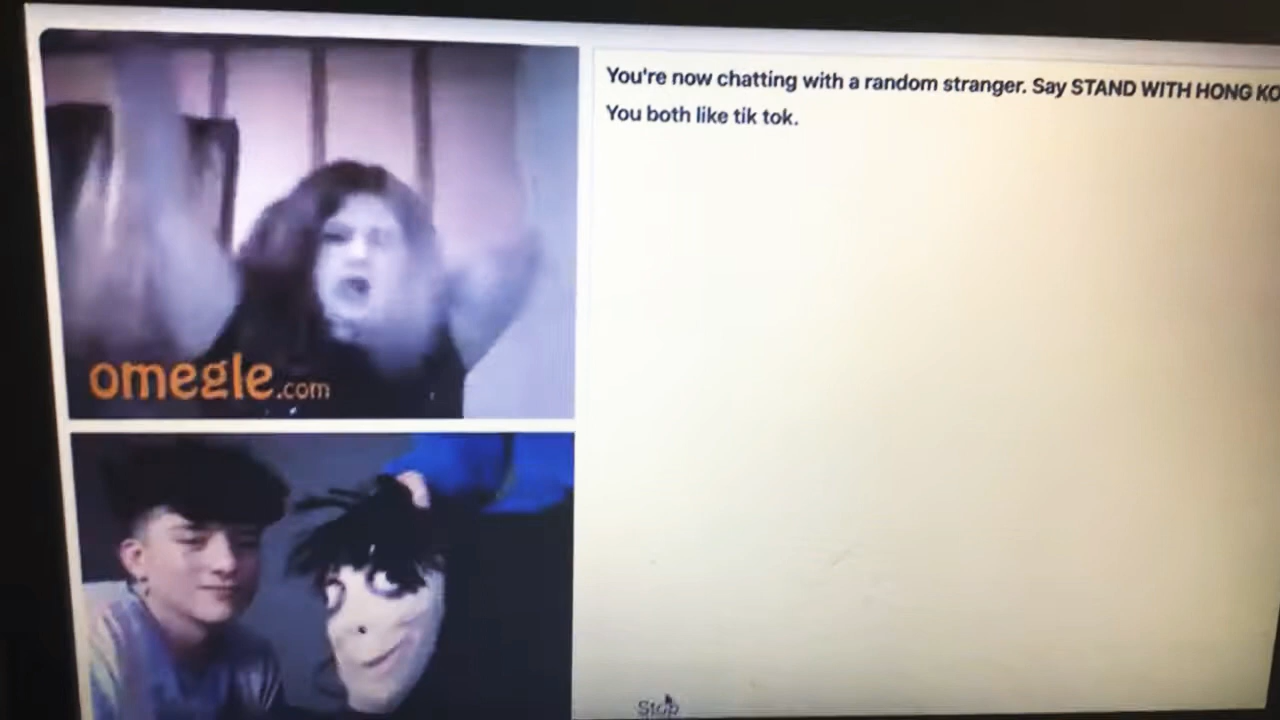 You're now chatting with a random stranger. Say STAND WITH HONG KO
You both like tik tok.
omegle.com
Stop